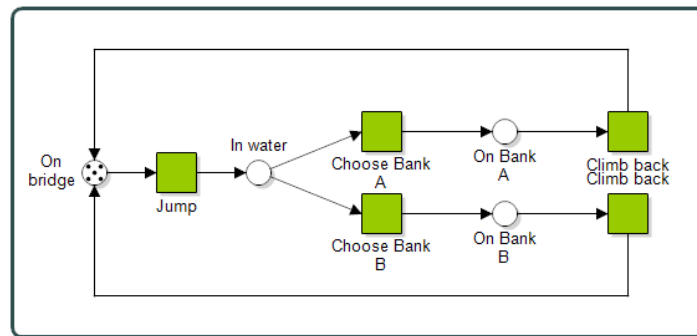 In water
On
bridge
Jump
Choose Bank
A
On Bank
A
Climb back
Climb back
Choose Bank
B
On Bank
B